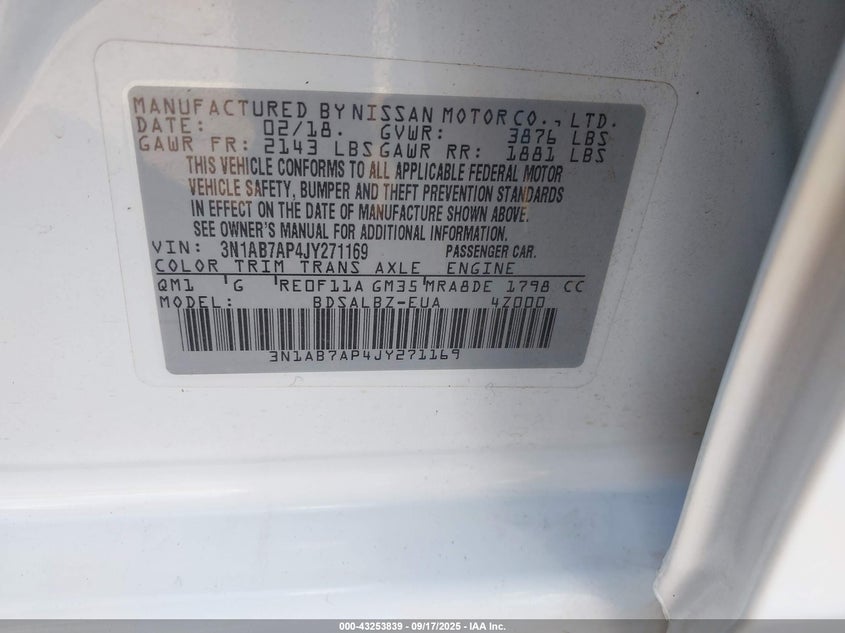 MANUFACTURED BY NISSAN MOTOR CO., LTD.
DATE: 02/18. GVWR: 3876 LBS
GAWR FR: 2143 LBS GAWR RR: 1881 LBS
THIS VEHICLE CONFORMS TO ALL APPLICABLE FEDERAL MOTOR
VEHICLE SAFETY, BUMPER AND THEFT PREVENTION STANDARDS
IN EFFECT ON THE DATE OF MANUFACTURE SHOWN ABOVE.
SEE OWNER'S MANUAL FOR ADDITIONAL INFORMATION.
VIN: 3N1AB7AP4JY271169 PASSENGER CAR.
COLOR TRIM TRANS AXLE ENGINE
QM1 G RE0F11A GM35 MRA8DE 1798 CC
MODEL: BDSALBZ-EUA 4Z000
3N1AB7AP4JY271169
000-43253839 - 09/17/2025 - IAA Inc.